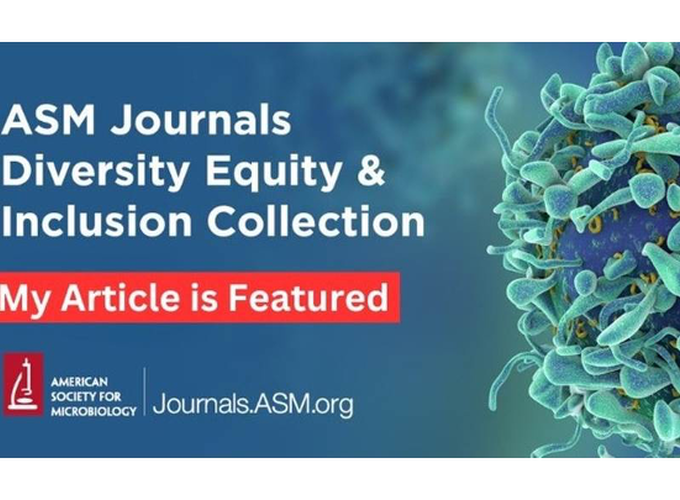 ASM Journals
Diversity Equity &
Inclusion Collection
My Article is Featured
AMERICAN
SOCIETY FOR
MICROBIOLOGY
Journals.ASM.org